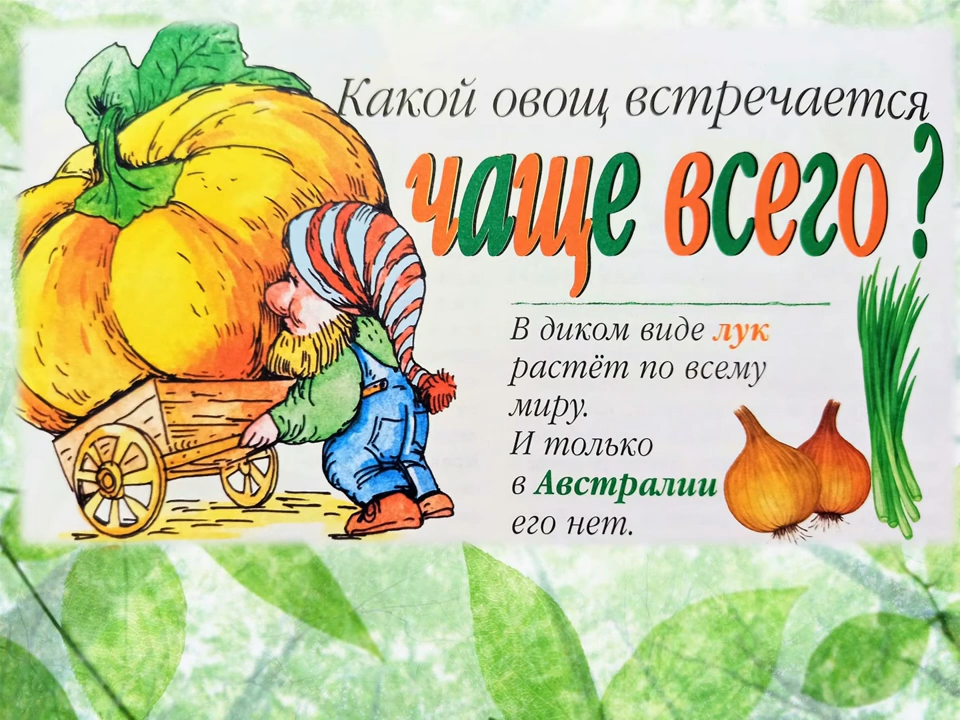 Какой овощ встречается
чаще всего?
В диком виде лук
растёт по всему
миру.
И только
в Австралии
его нет.